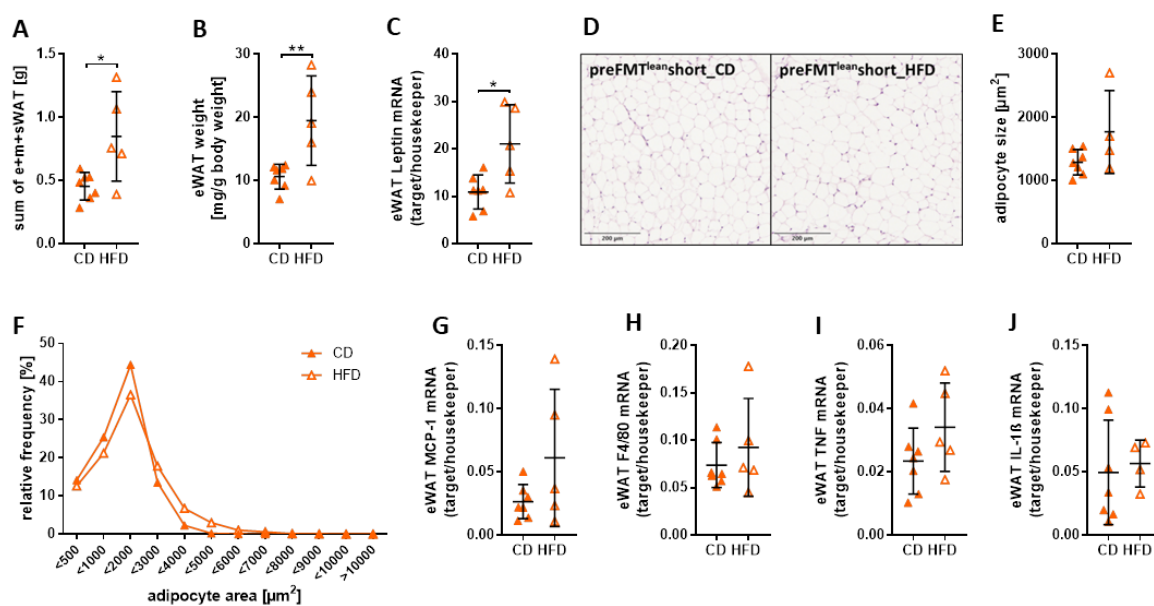 A
sum of e+m+sWAT [g]
1.5
1.0
0.5
0.0
*
CD HFD
B
eWAT weight
[mg/g body weight]
30
20
10
0
**
CD HFD
C
eWAT Leptin mRNA
(target/housekeeper)
40
30
20
10
0
*
CD HFD
D
preFMTleanshort_CD
preFMTleanshort_HFD
200 µm
200 µm
E
adipocyte size [µm²]
3000
2000
1000
0
CD HFD
F
relative frequency [%]
50
40
30
20
10
0
CD
HFD
<500
<1000
<2000
<3000
<4000
<5000
<6000
<7000
<8000
<9000
<10000
>10000
adipocyte area [µm²]
G
eWAT MCP-1 mRNA
(target/housekeeper)
0.15
0.10
0.05
0.00
CD HFD
H
eWAT F4/80 mRNA
(target/housekeeper)
0.20
0.15
0.10
0.05
0.00
CD HFD
I
eWAT TNF mRNA
(target/housekeeper)
0.06
0.04
0.02
0.00
CD HFD
J
eWAT IL-1ß mRNA
(target/housekeeper)
0.15
0.10
0.05
0.00
CD HFD